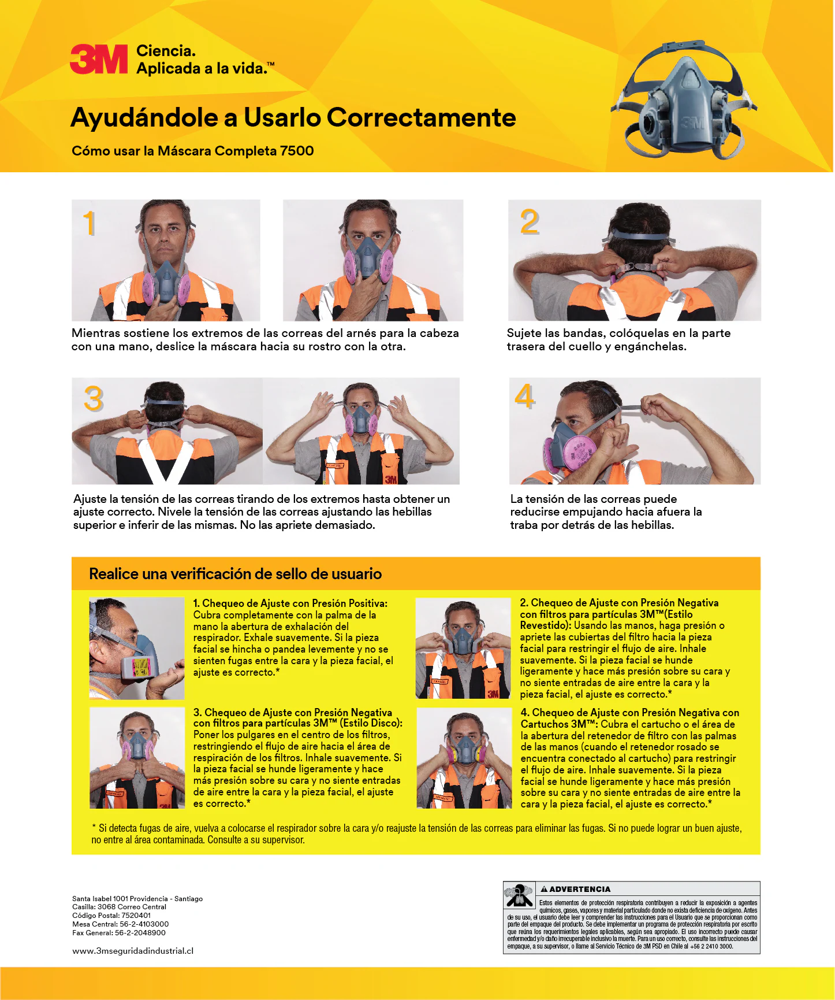 3M Ciencia.
Aplicada a la vida.™
Ayudándole a Usarlo Correctamente
Cómo usar la Máscara Completa 7500
3M
1
2
Mientras sostiene los extremos de las correas del arnés para la cabeza
con una mano, deslice la máscara hacia su rostro con la otra.
Sujete las bandas, colóquelas en la parte
trasera del cuello y engánchelas.
3
3M
4
Ajuste la tensión de las correas tirando de los extremos hasta obtener un
ajuste correcto. Nivele la tensión de las correas ajustando las hebillas
superior e inferir de las mismas. No las apriete demasiado.
La tensión de las correas puede
reducirse empujando hacia afuera la
traba por detrás de las hebillas.
Realice una verificación de sello de usuario
1. Chequeo de Ajuste con Presión Positiva:
Cubra completamente con la palma de la
mano la abertura de exhalación del
respirador. Exhale suavemente. Si la pieza
facial se hincha o pandea levemente y no se
sienten fugas entre la cara y la pieza facial, el
ajuste es correcto.*
2. Chequeo de Ajuste con Presión Negativa
con filtros para partículas 3M™(Estilo
Revestido): Usando las manos, haga presión o
apriete las cubiertas del filtro hacia la pieza
facial para restringir el flujo de aire. Inhale
suavemente. Si la pieza facial se hunde
ligeramente y hace más presión sobre su cara y
no siente entradas de aire entre la cara y la
pieza facial, el ajuste es correcto.*
3M
3. Chequeo de Ajuste con Presión Negativa
con filtros para partículas 3M™ (Estilo Disco):
Poner los pulgares en el centro de los filtros,
restringiendo el flujo de aire hacia el área de
respiración de los filtros. Inhale suavemente. Si
la pieza facial se hunde ligeramente y hace
más presión sobre su cara y no siente entradas
de aire entre la cara y la pieza facial, el ajuste
es correcto.*
3M
4. Chequeo de Ajuste con Presión Negativa con
Cartuchos 3M™: Cubra el cartucho o el área de
la abertura del retenedor de filtro con las palmas
de las manos (cuando el retenedor rosado se
encuentra conectado al cartucho) para restringir
el flujo de aire. Inhale suavemente. Si la pieza
facial se hunde ligeramente y hace más presión
sobre su cara y no siente entradas de aire entre la
cara y la pieza facial, el ajuste es correcto.*
* Si detecta fugas de aire, vuelva a colocarse el respirador sobre la cara y/o reajuste la tensión de las correas para eliminar las fugas. Si no puede lograr un buen ajuste,
no entre al área contaminada. Consulte a su supervisor.
Santa Isabel 1001 Providencia - Santiago
Casilla: 3068 Correo Central
Código Postal: 7520401
Mesa Central: 56-2-4103000
Fax General: 56-2-2048900
www.3mseguridadindustrial.cl
ADVERTENCIA
Estos elementos de protección respiratoria contribuyen a reducir la exposición a agentes
químicos, gases, vapores y material particulado donde no exista deficiencia de oxígeno. Antes
de su uso, el usuario debe leer y comprender las instrucciones para el Usuario que se proporcionan como
parte del empaque del producto. Se debe implementar un programa de protección respiratoria por escrito
que reúna los requerimientos legales aplicables, según sea apropiado. El uso incorrecto puede causar
enfermedad y/o daño irrecuperable inclusivo la muerte. Para un uso correcto, consulte las instrucciones del
empaque, a su supervisor, o llame al Servicio Técnico de 3M PSD en Chile al +56 2 2410 3000.